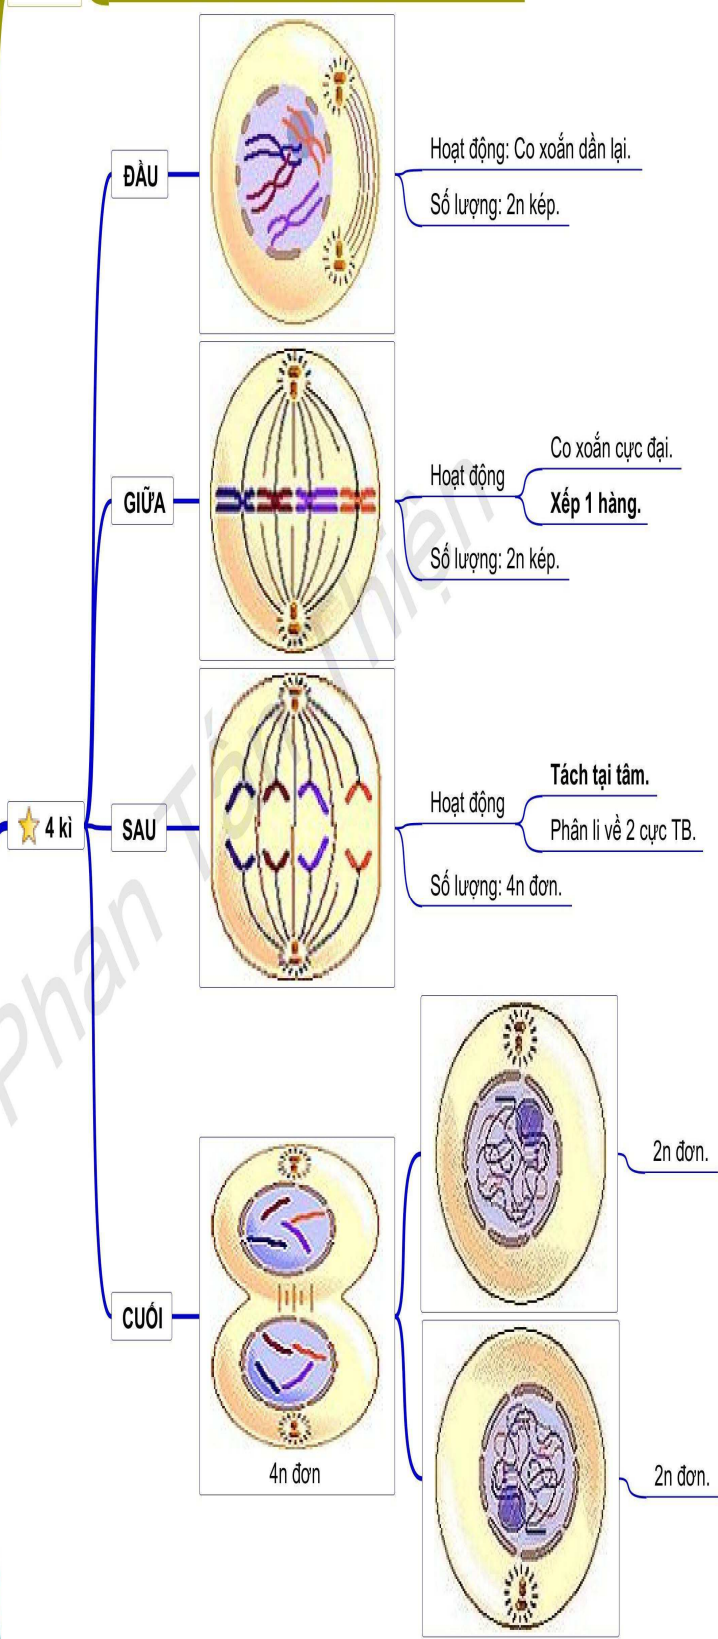 ĐẦU
Hoạt động: Co xoắn dần lại.
Số lượng: 2n kép.
GIỮA
Hoạt động
Co xoắn cực đại.
Xếp 1 hàng.
Số lượng: 2n kép.
4 kì
SAU
Hoạt động
Tách tại tâm.
Phân li về 2 cực TB.
Số lượng: 4n đơn.
CUỐI
4n đơn
2n đơn.
2n đơn.
Phan Tấn Thiện